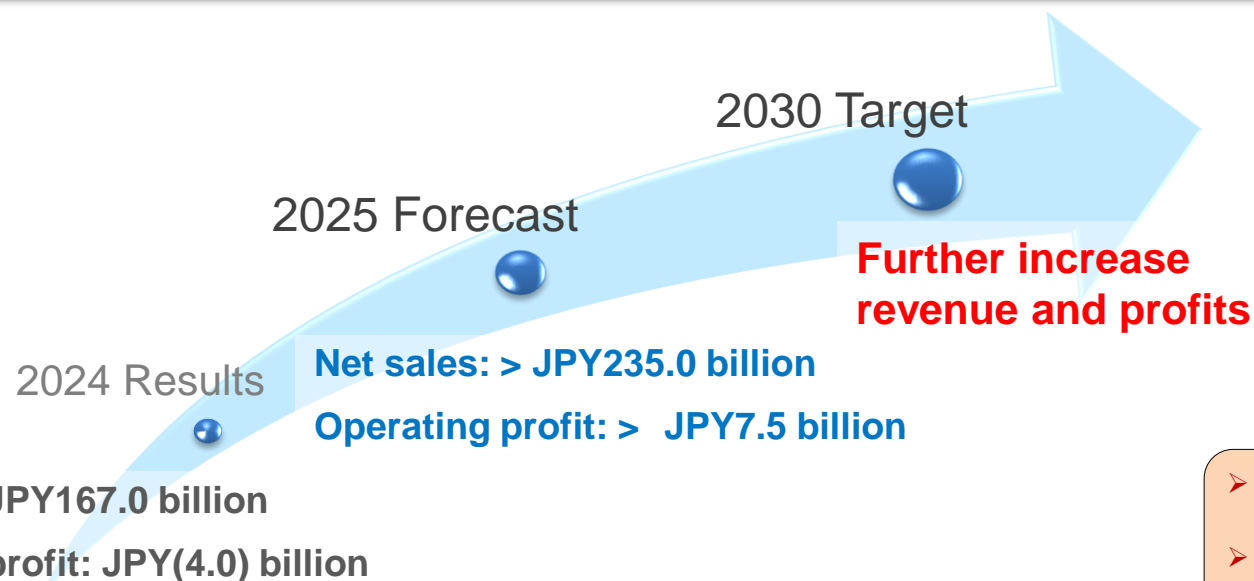 2030 Target
2025 Forecast
Further increase
revenue and profits
2024 Results
Net sales: > JPY235.0 billion
Operating profit: > JPY7.5 billion
JPY167.0 billion
profit: JPY(4.0) billion